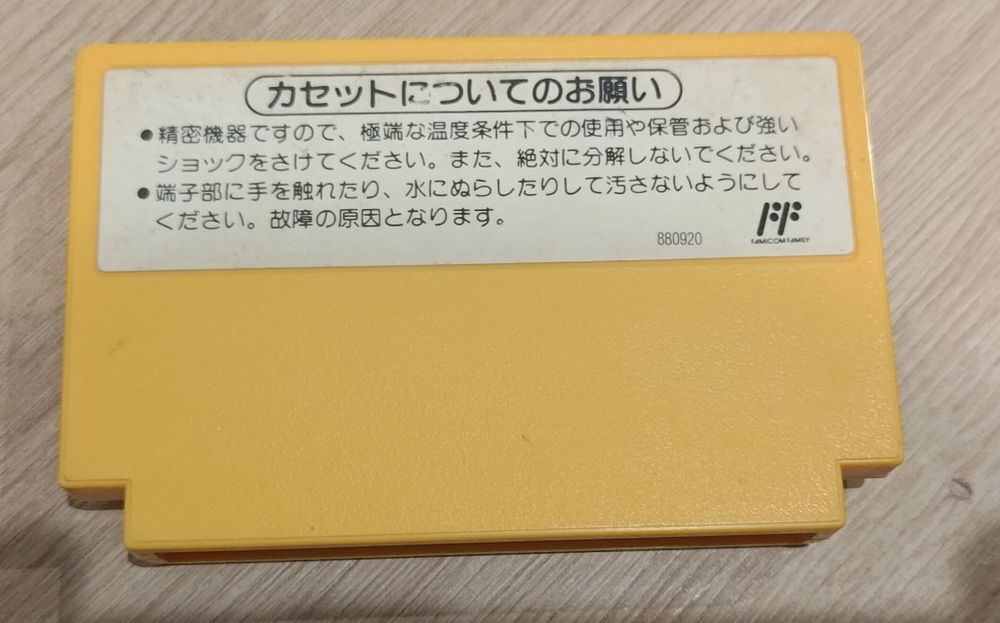 カセットについてのお願い
●精密機器ですので、極端な温度条件下での使用や保管および強い
ショックをさけてください。また、絶対に分解しないでください。
●端子部に手を触れたり、水にぬらしたりして汚さないようにして
ください。故障の原因となります。
880920
FAMICOM FAMILY